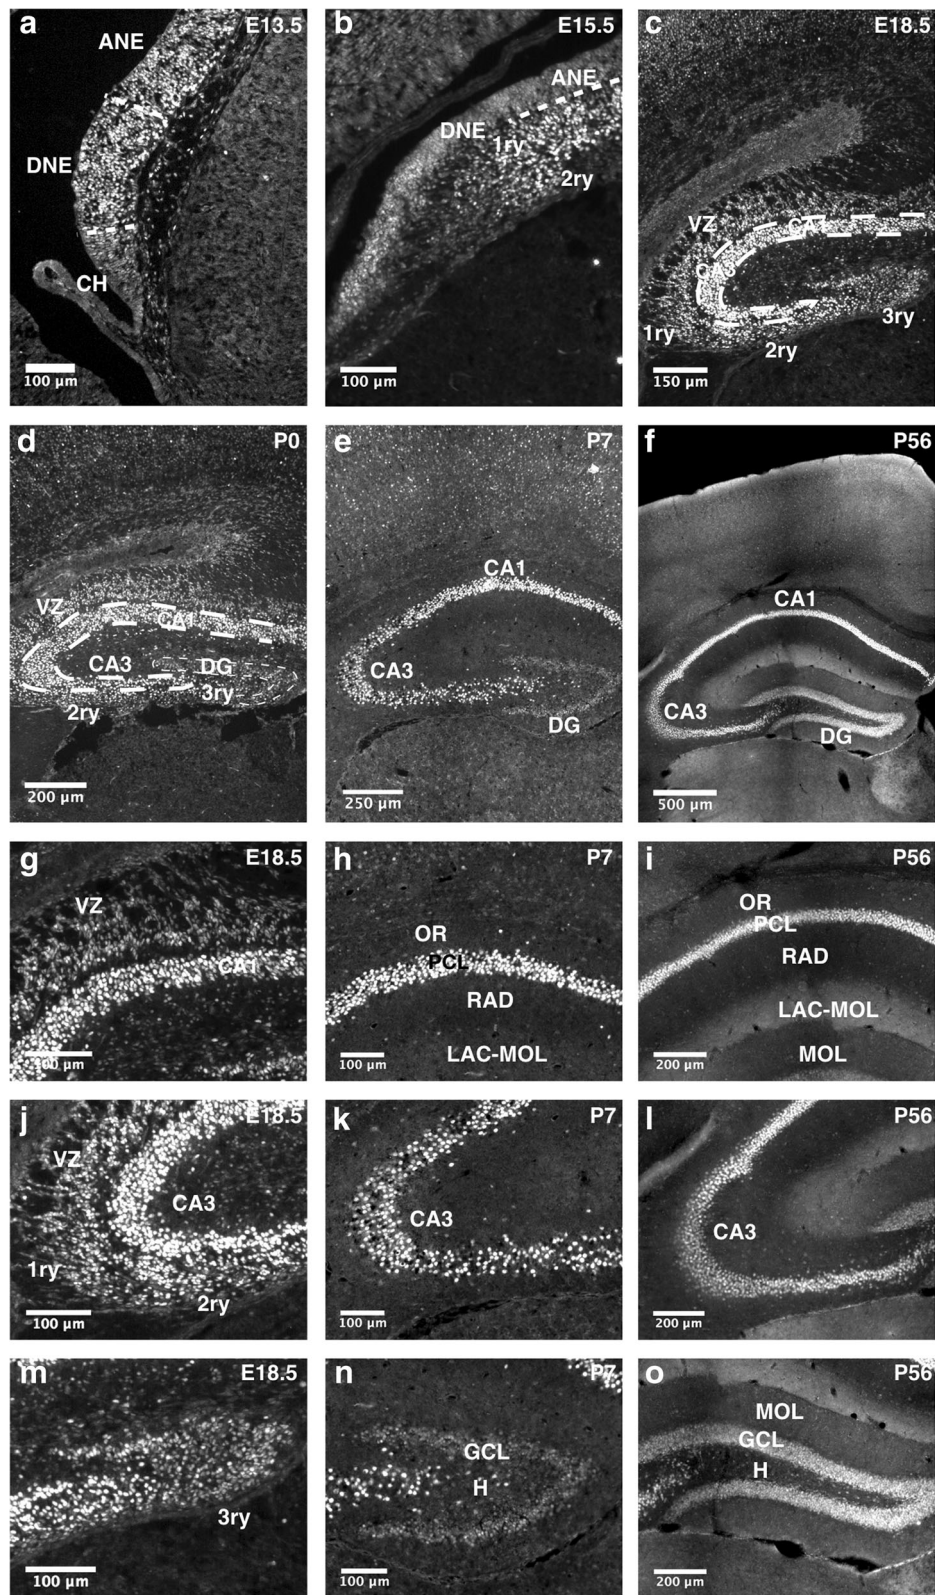 a E13.5
ANE
DNE
CH
100 µm
b E15.5
ANE
DNE
1ry
2ry
100 µm
c E18.5
VZ
CA1
CA3
1ry
2ry
3ry
150 µm
d P0
VZ
CA1
CA3
DG
3ry
2ry
200 µm
e P7
CA1
CA3
DG
250 µm
f P56
CA1
CA3
DG
500 µm
g E18.5
VZ
CA1
100 µm
h P7
OR
PCL
RAD
LAC-MOL
100 µm
i P56
OR
PCL
RAD
LAC-MOL
MOL
200 µm
j E18.5
VZ
CA3
1ry
2ry
100 µm
k P7
CA3
100 µm
l P56
CA3
200 µm
m E18.5
3ry
100 µm
n P7
GCL
H
100 µm
o P56
MOL
GCL
H
200 µm